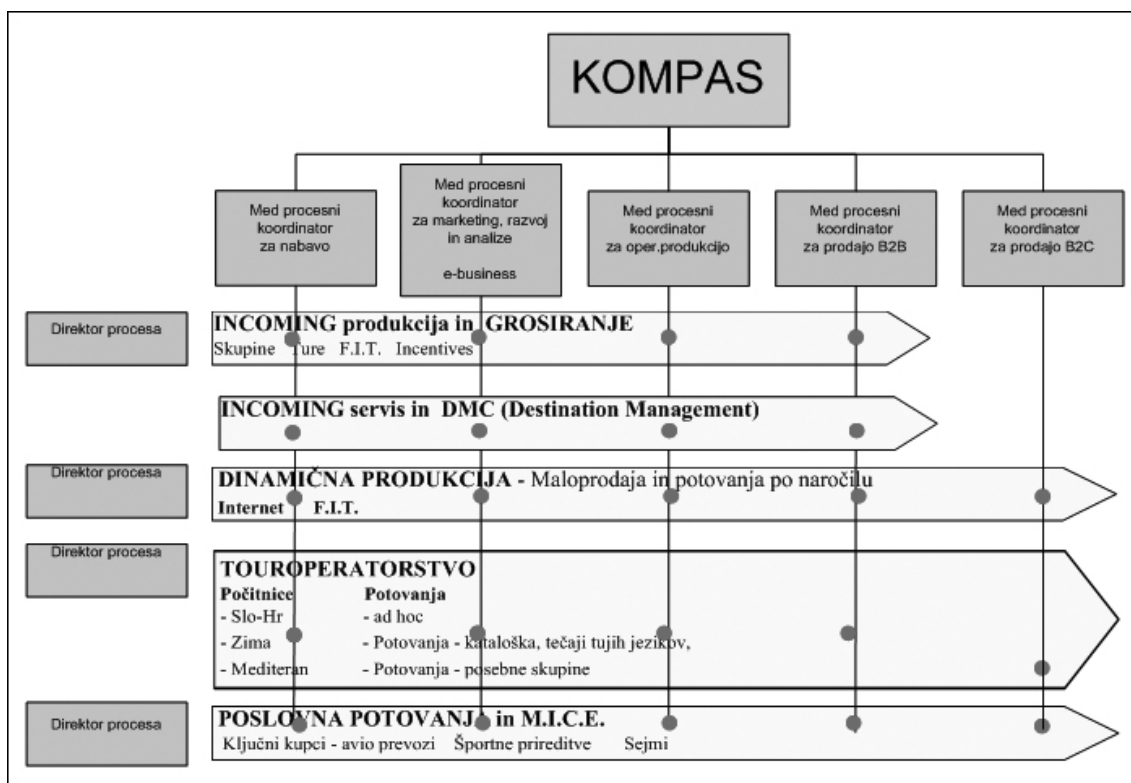 KOMPAS
Med procesni
koordinator
za nabavo
Med procesni
koordinator
za marketing, razvoj
in analize
e-business
Med procesni
koordinator
za oper.produkcijo
Med procesni
koordinator
za prodajo B2B
Med procesni
koordinator
za prodajo B2C
Direktor procesa
INCOMING produkcija in GROSIRANJE
Skupine Ture F.I.T. Incentives
INCOMING servis in DMC (Destination Management)
Direktor procesa
DINAMIČNA PRODUKCIJA - Maloprodaja in potovanja po naročilu
Internet F.I.T.
Direktor procesa
TOUROPERATORSTVO
Počitnice Potovanja
- Slo-Hr - ad hoc
- Zima - Potovanja - kataloška, tečaji tujih jezikov,
- Mediteran - Potovanja - posebne skupine
Direktor procesa
POSLOVNA POTOVANJA in M.I.C.E.
Ključni kupci - avio prevozi Športne prireditve Sejmi